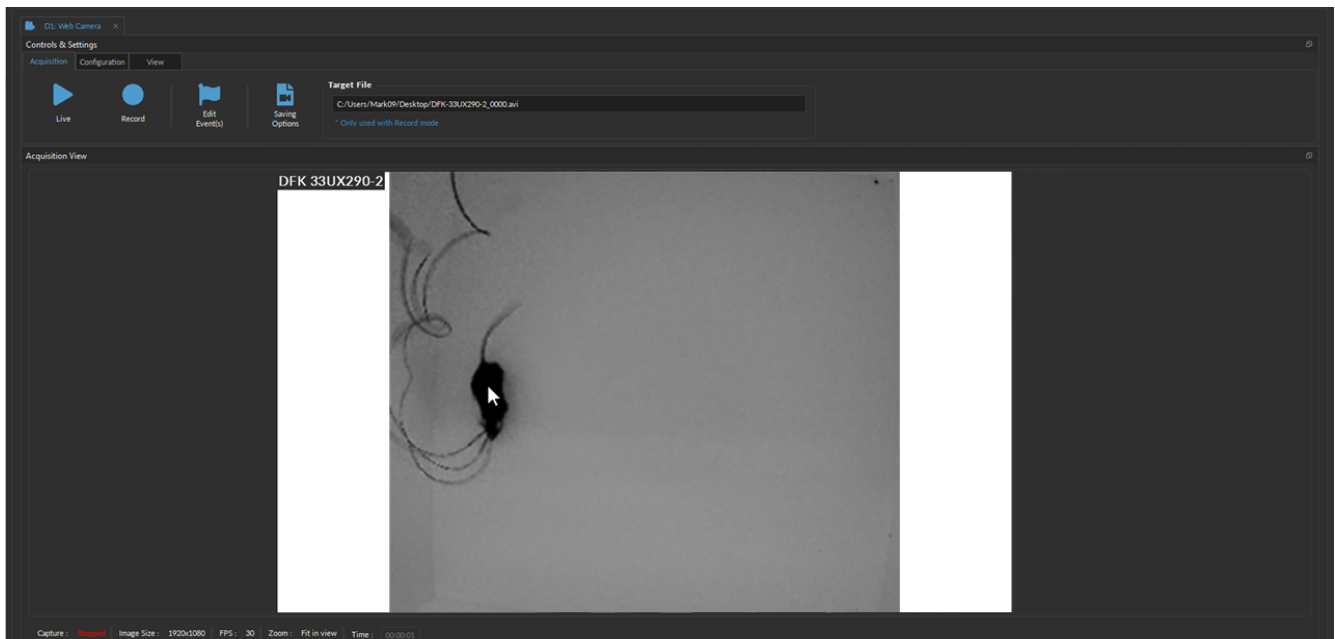 D1: Web Camera ×
Controls & Settings
Acquisition Configuration View
Live
Record
Edit
Event(s)
Saving
Options
Target File
C:/Users/Mark09/Desktop/DFK-33UX290-2_0000.avi
* Only used with Record mode
Acquisition View
DFK 33UX290-2
Capture : Stopped Image Size : 1920x1080 FPS : 30 Zoom : Fit in view Time : 00:00:01